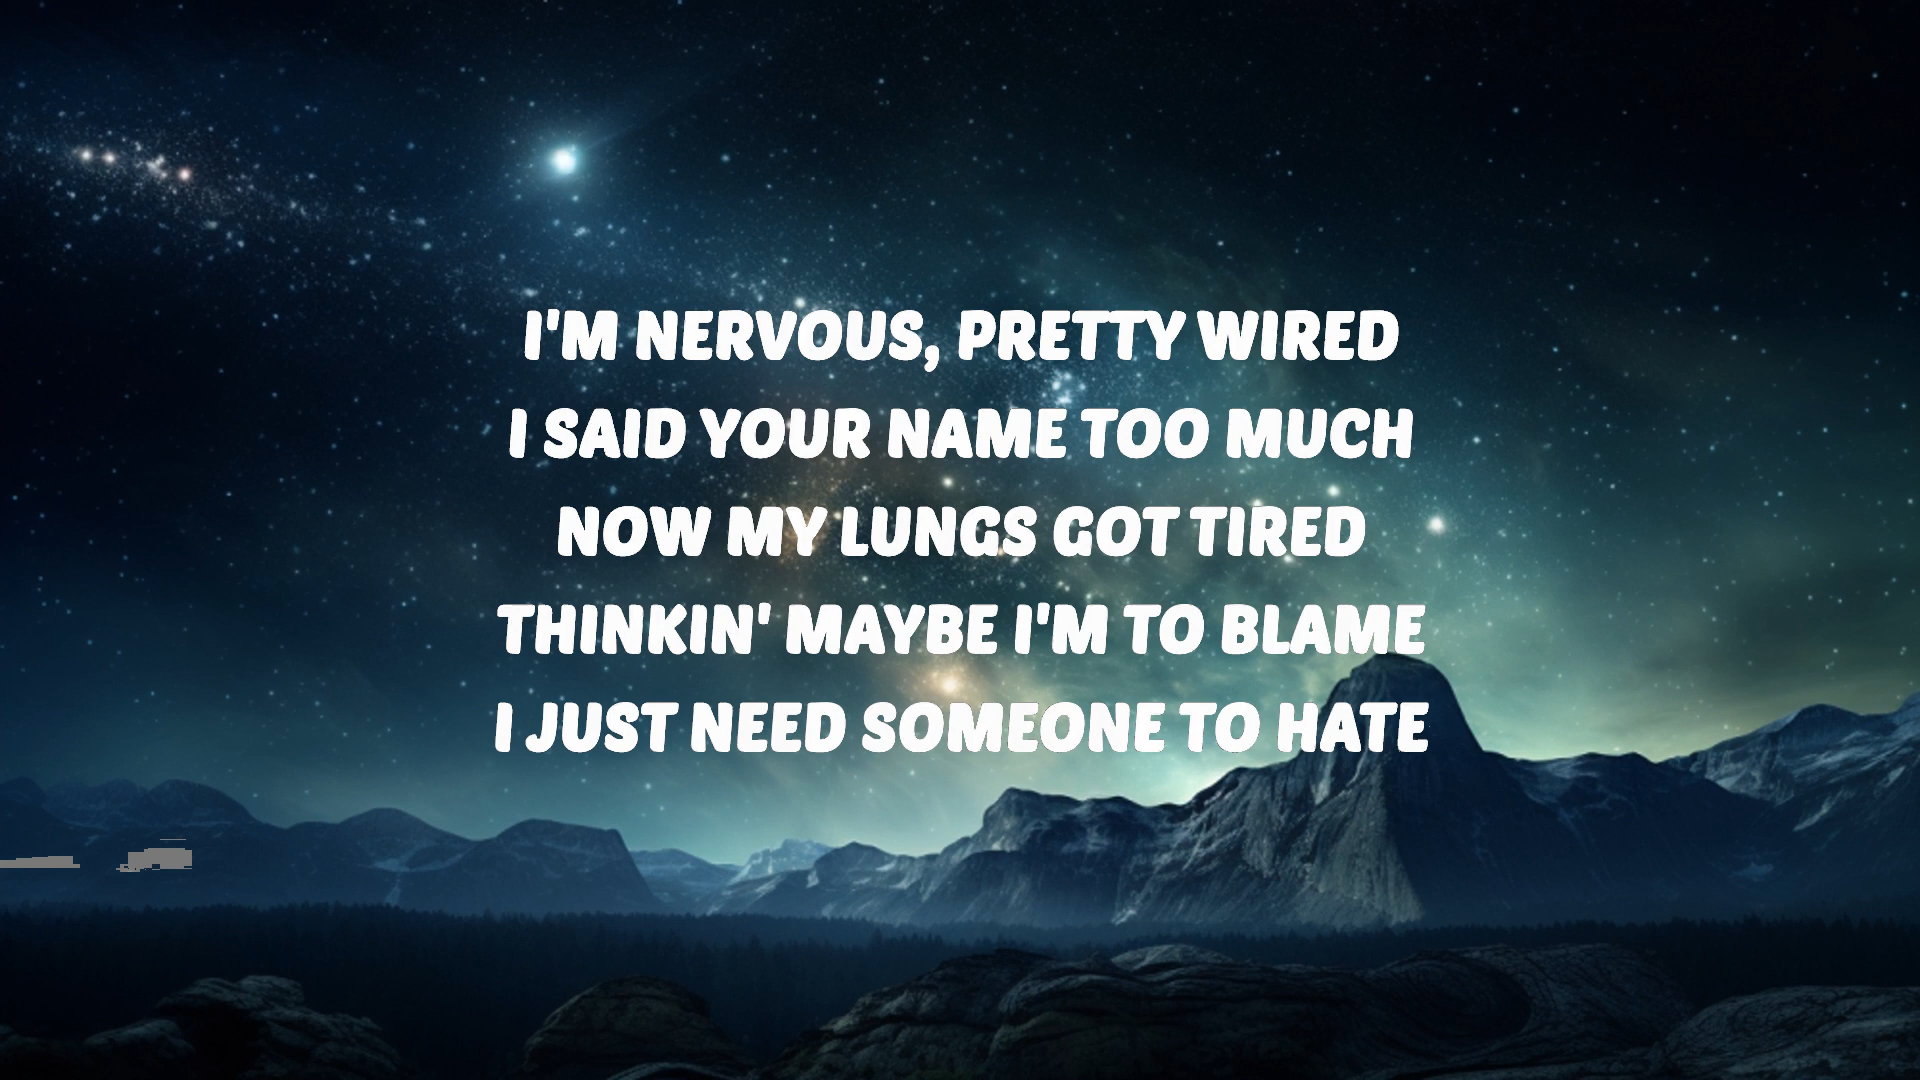 I'M NERVOUS, PRETTY WIRED
I SAID YOUR NAME TOO MUCH
NOW MY LUNGS GOT TIRED
THINKIN' MAYBE I'M TO BLAME
I JUST NEED SOMEONE TO HATE